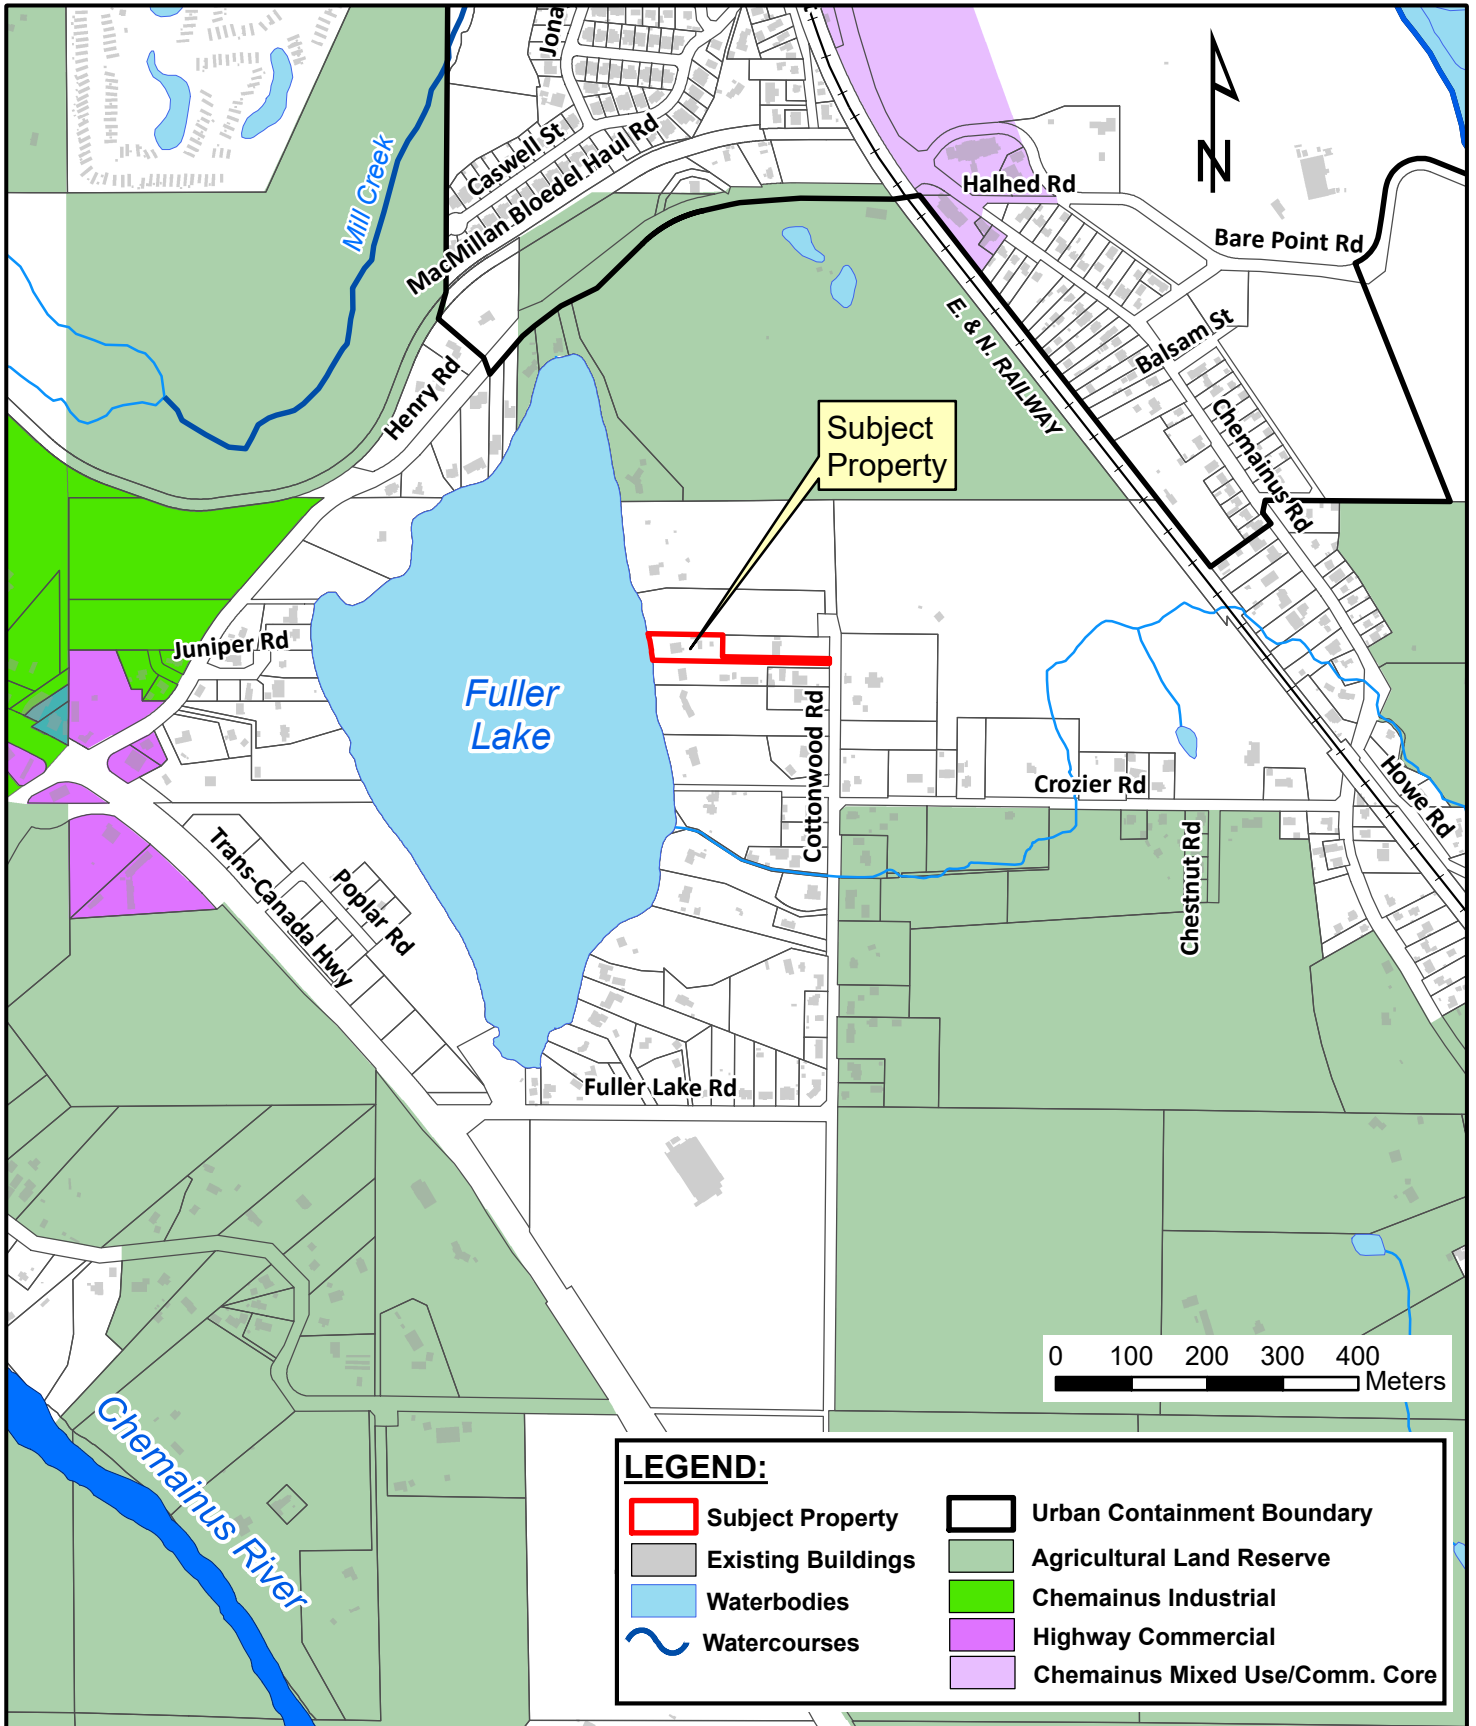 Jona
Caswell St
MacMillan Bloedel Haul Rd
Mill Creek
Halhed Rd
N
Bare Point Rd
E. & N. RAILWAY
Balsam St
Henry Rd
Chemainus Rd
Subject
Property
Juniper Rd
Fuller
Lake
Cottonwood Rd
Crozier Rd
Howe Rd
Trans-Canada Hwy
Poplar Rd
Chestnut Rd
Fuller Lake Rd
0 100 200 300 400
Meters
Chemainus River
LEGEND:
Subject Property
Existing Buildings
Waterbodies
Watercourses
Urban Containment Boundary
Agricultural Land Reserve
Chemainus Industrial
Highway Commercial
Chemainus Mixed Use/Comm. Core